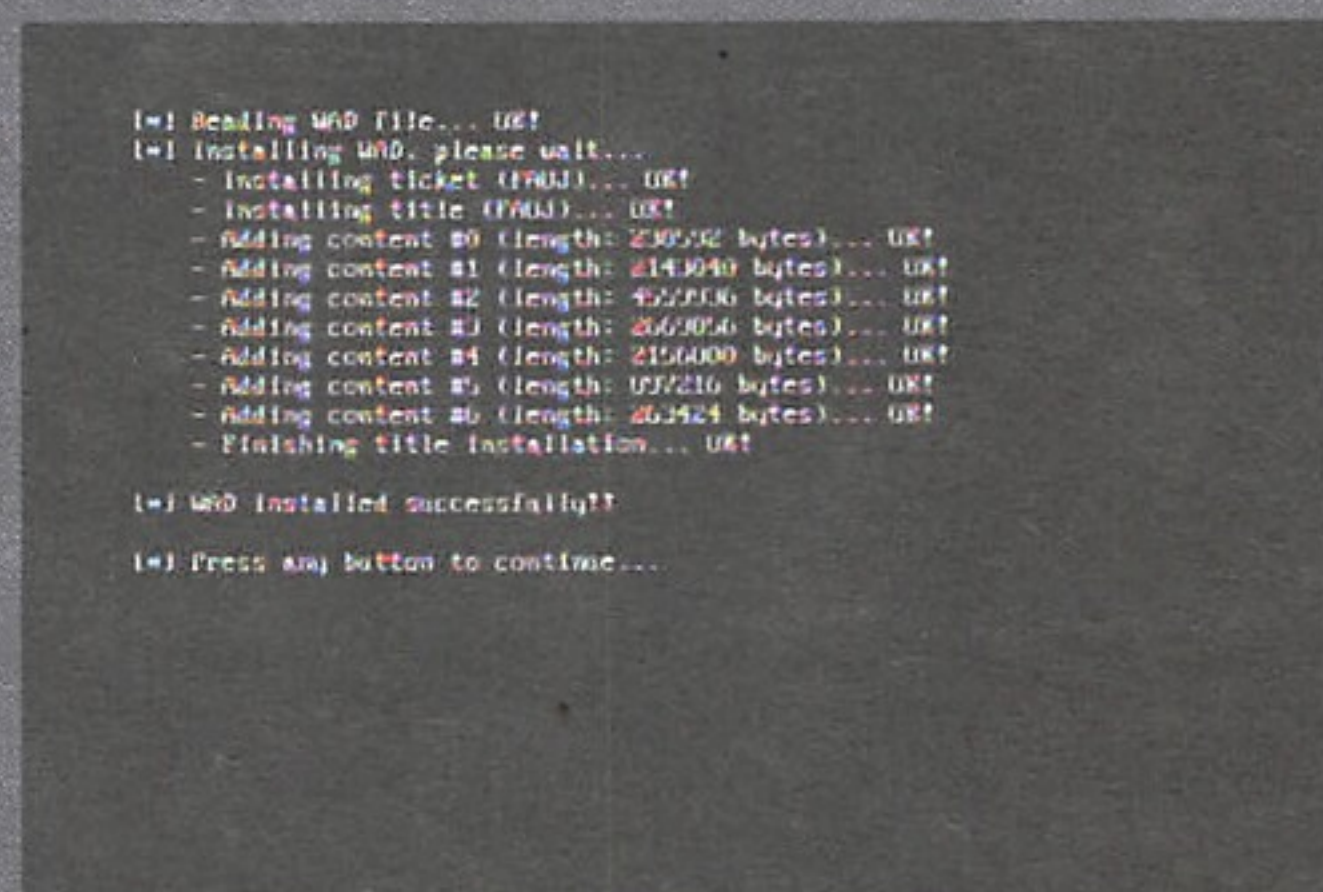 [+] Reading WAD file... OK!
[+] Installing WAD, please wait...
- Installing ticket
... OK!
- Installing title
... OK!
- Adding content #0 (length: bytes)... OK!
- Adding content #1 (length: 2143040 bytes)... OK!
- Adding content #2 (length: bytes)... OK!
- Adding content #3 (length: bytes)... OK!
- Adding content #4 (length: bytes)... OK!
- Adding content #5 (length: bytes)... OK!
- Adding content #6 (length: 263424 bytes)... OK!
- Finishing title installation... OK!
[+] WAD installed successfully!!
[+] Press any button to continue...